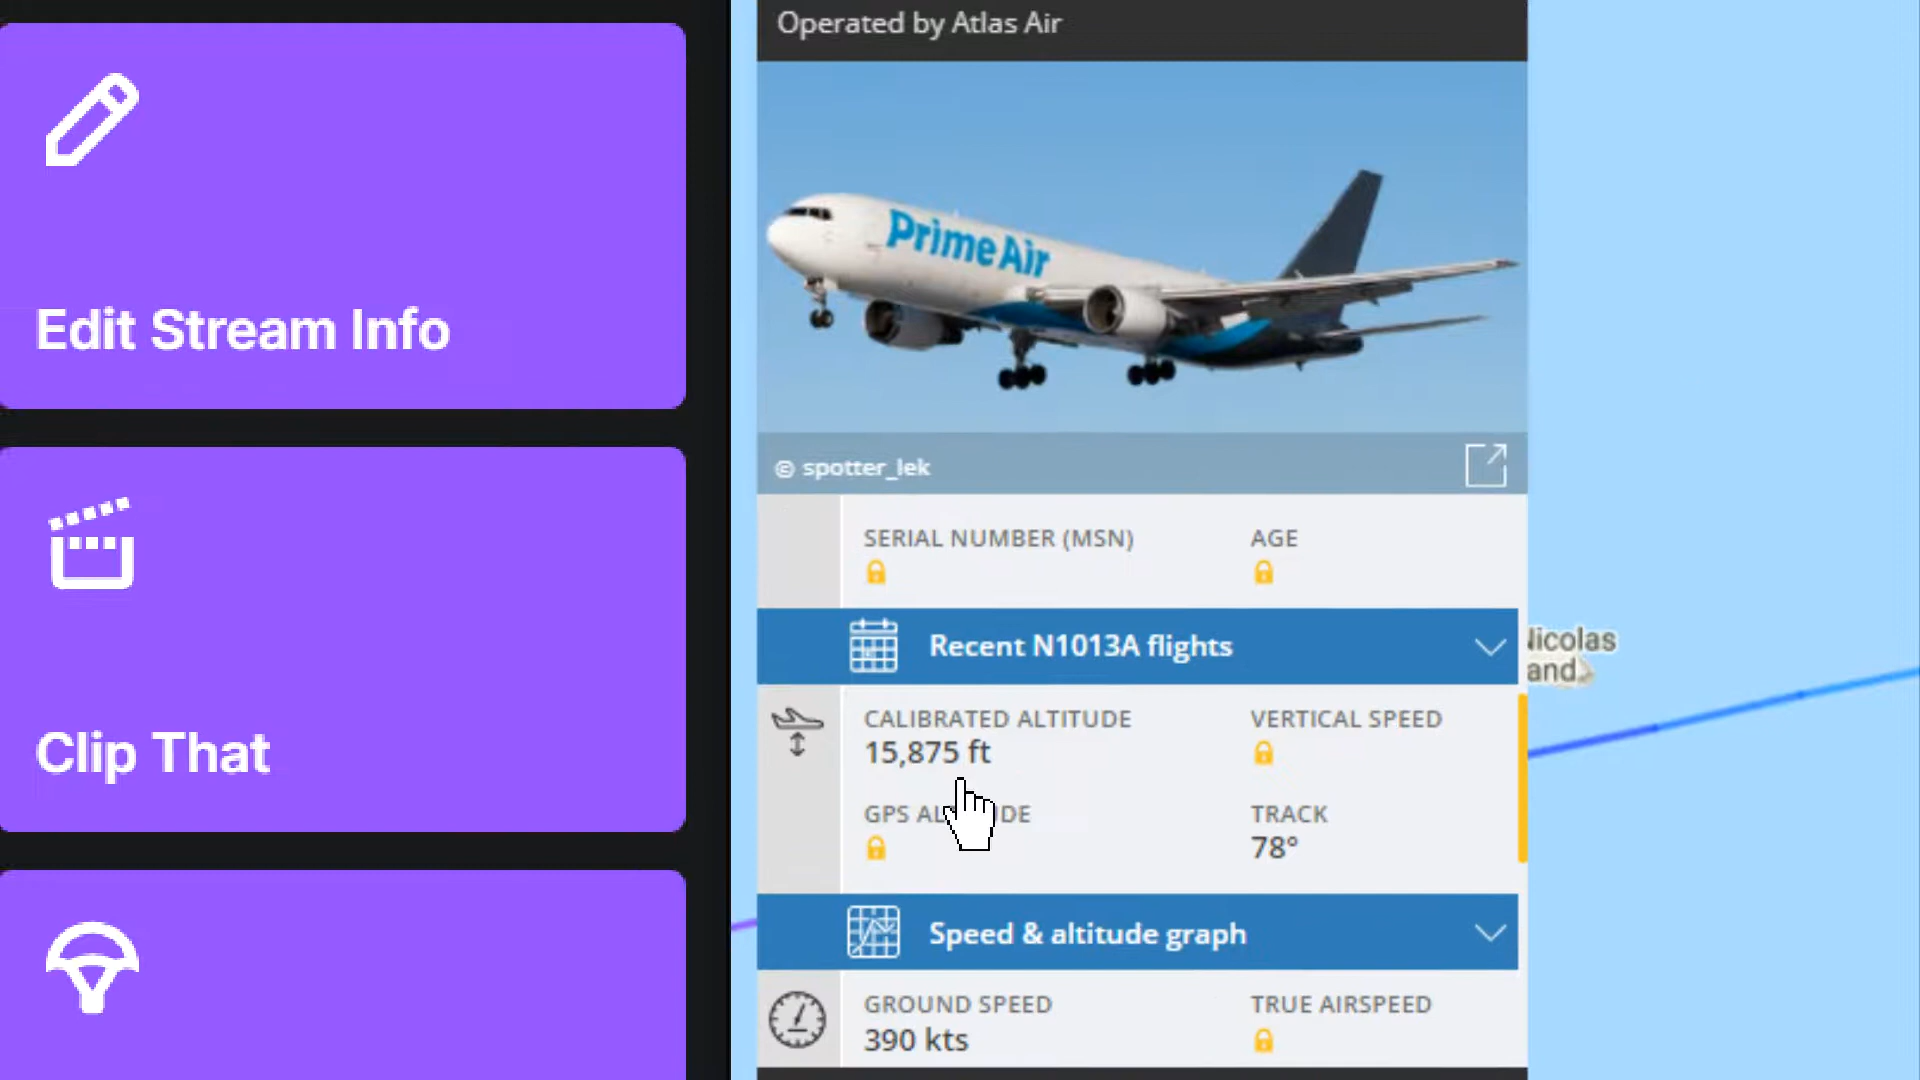 Operated by Atlas Air
Edit Stream Info
Prime Air
© spotter_lek
SERIAL NUMBER (MSN)
AGE
Recent N1013A flights
Nicolas
and
Clip That
CALIBRATED ALTITUDE
15,875 ft
VERTICAL SPEED
GPS AL DE
TRACK
78°
Speed & altitude graph
GROUND SPEED
390 kts
TRUE AIRSPEED